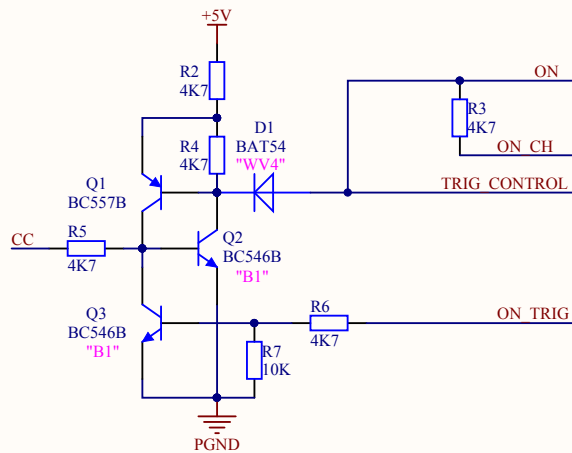 +5V
R2
4K7
ON
R3
4K7
D1
BAT54
"WV4"
R4
4K7
ON_CH
Q1
BC557B
TRIG_CONTROL
CC
R5
4K7
Q2
BC546B
"B1"
Q3
BC546B
"B1"
R6
4K7
ON_TRIG
R7
10K
PGND